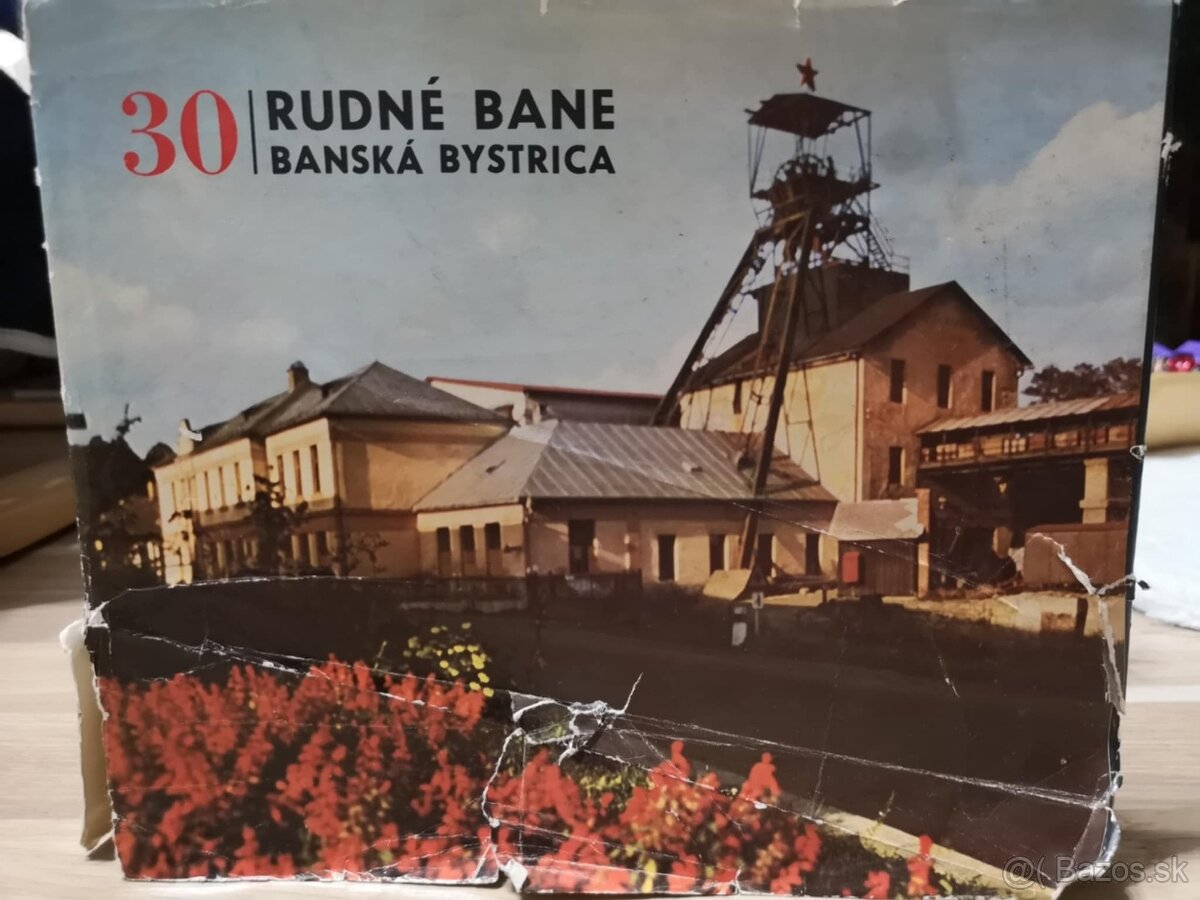 30 RUDNÉ BANE
BANSKÁ BYSTRICA
Bazos.sk